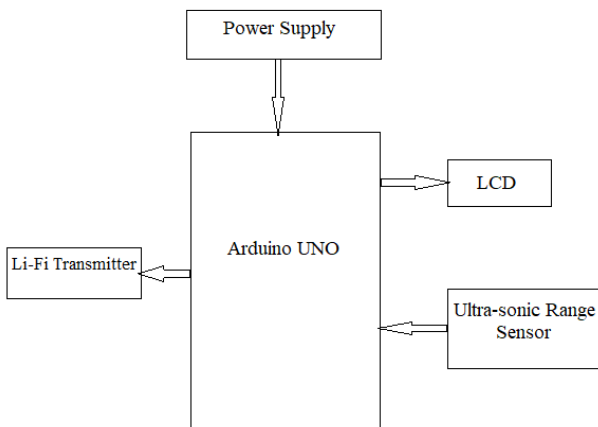 Power Supply
LCD
Arduino UNO
Li-Fi Transmitter
Ultra-sonic Range
Sensor